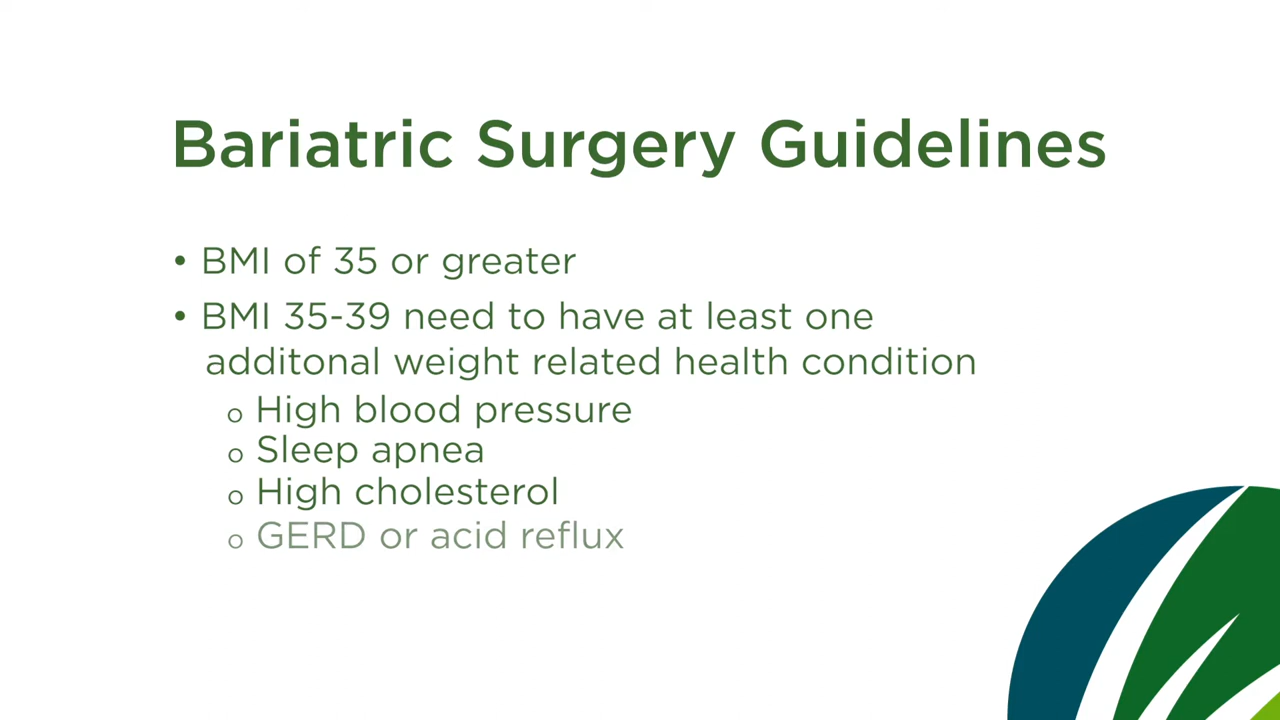 Bariatric Surgery Guidelines
• BMI of 35 or greater
• BMI 35-39 need to have at least one
additonal weight related health condition
o High blood pressure
o Sleep apnea
o High cholesterol
o GERD or acid reflux